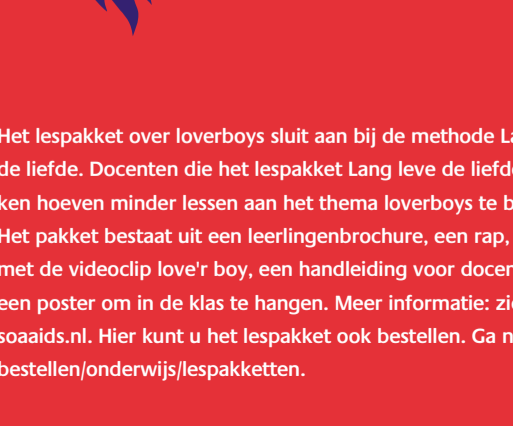 Het lespakket over loverboys sluit aan bij de methode La
de liefde. Docenten die het lespakket Lang leve de liefde
ken hoeven minder lessen aan het thema loverboys te b
Het pakket bestaat uit een leerlingenbrochure, een rap,
met de videoclip love'r boy, een handleiding voor docen
een poster om in de klas te hangen. Meer informatie: zie
soaaids.nl. Hier kunt u het lespakket ook bestellen. Ga n
bestellen/onderwijs/lespakketten.